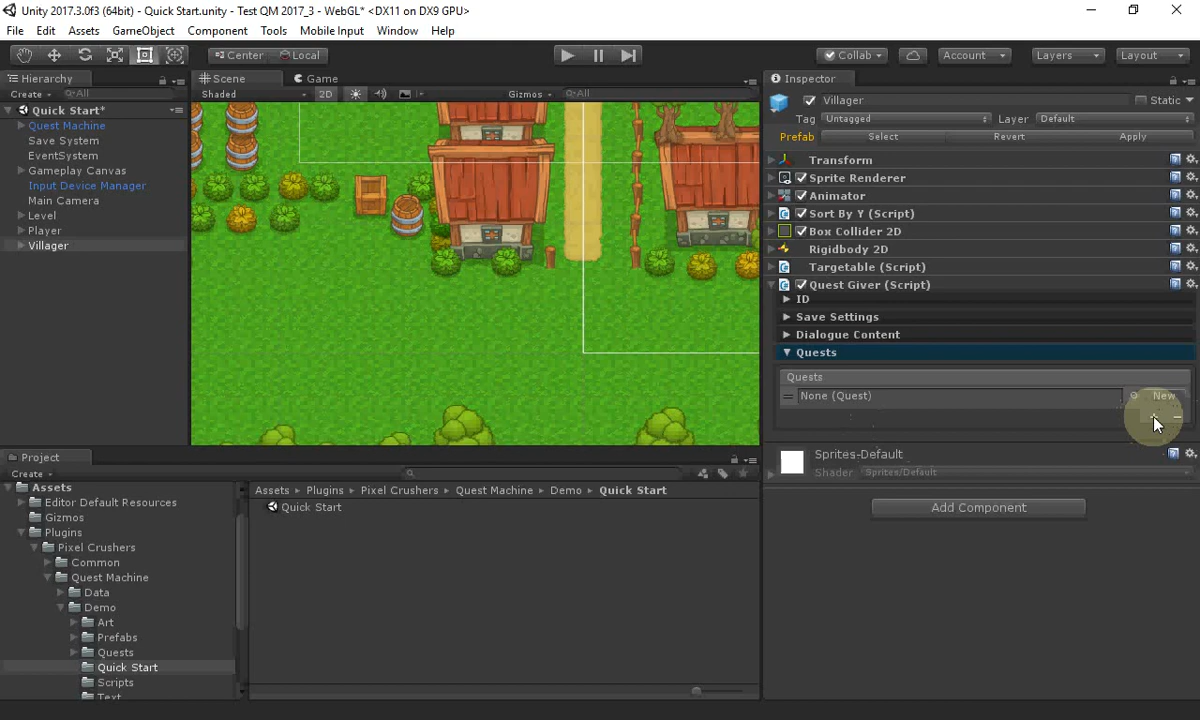 Unity 2017.3.0f3 (64bit) - Quick Start.unity - Test QM 2017_3 - WebGL* <DX11 on DX9 GPU>
File Edit Assets GameObject Component Tools Mobile Input Window Help
Center Local Collab Account Layers Layout
Hierarchy
Create All
Quick Start*
Quest Machine
Save System
EventSystem
Gameplay Canvas
Input Device Manager
Main Camera
Level
Player
Villager
Scene Game
Shaded 2D Gizmos All
Inspector
Villager Static
Tag Untagged Layer Default
Prefab Select Revert Apply
Transform
Sprite Renderer
Animator
Sort By Y (Script)
Box Collider 2D
Rigidbody 2D
Targetable (Script)
Quest Giver (Script)
ID
Save Settings
Dialogue Content
Quests
Quests
None (Quest) New
Sprites-Default
Shader Sprites/Default
Add Component
Project
Create
Assets
Editor Default Resources
Gizmos
Plugins
Pixel Crushers
Common
Quest Machine
Data
Demo
Art
Prefabs
Quests
Quick Start
Scripts
Text
Assets Plugins Pixel Crushers Quest Machine Demo Quick Start
Quick Start